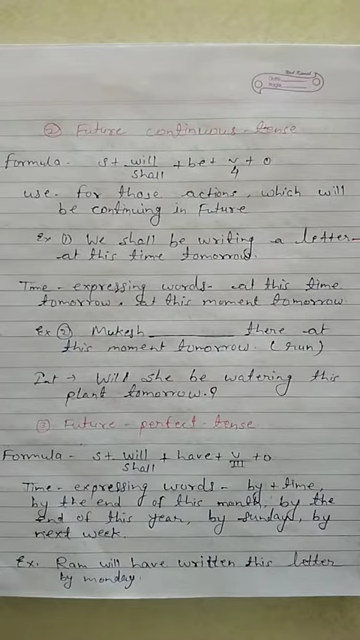 ② Future continuous-tense
Formula- S+ will/shall + be + V/4 + O
use- For those actions, which will
be continuing in Future
Ex ① We shall be writing a letter
at this time tomorrow.
Time-expressing words- at this time
tomorrow. at this moment tomorrow
Ex ② Mukesh ________ there at
this moment tomorrow. (run)
Int → Will she be watering this
plant tomorrow.?
③ Future-perfect-tense
Formula- S+ will/shall + have + V/III + O
Time-expressing words- by + time,
by the end of this month, by the
end of this year, by sunday, by
next week.
Ex. Ram will have written this letter
by monday.